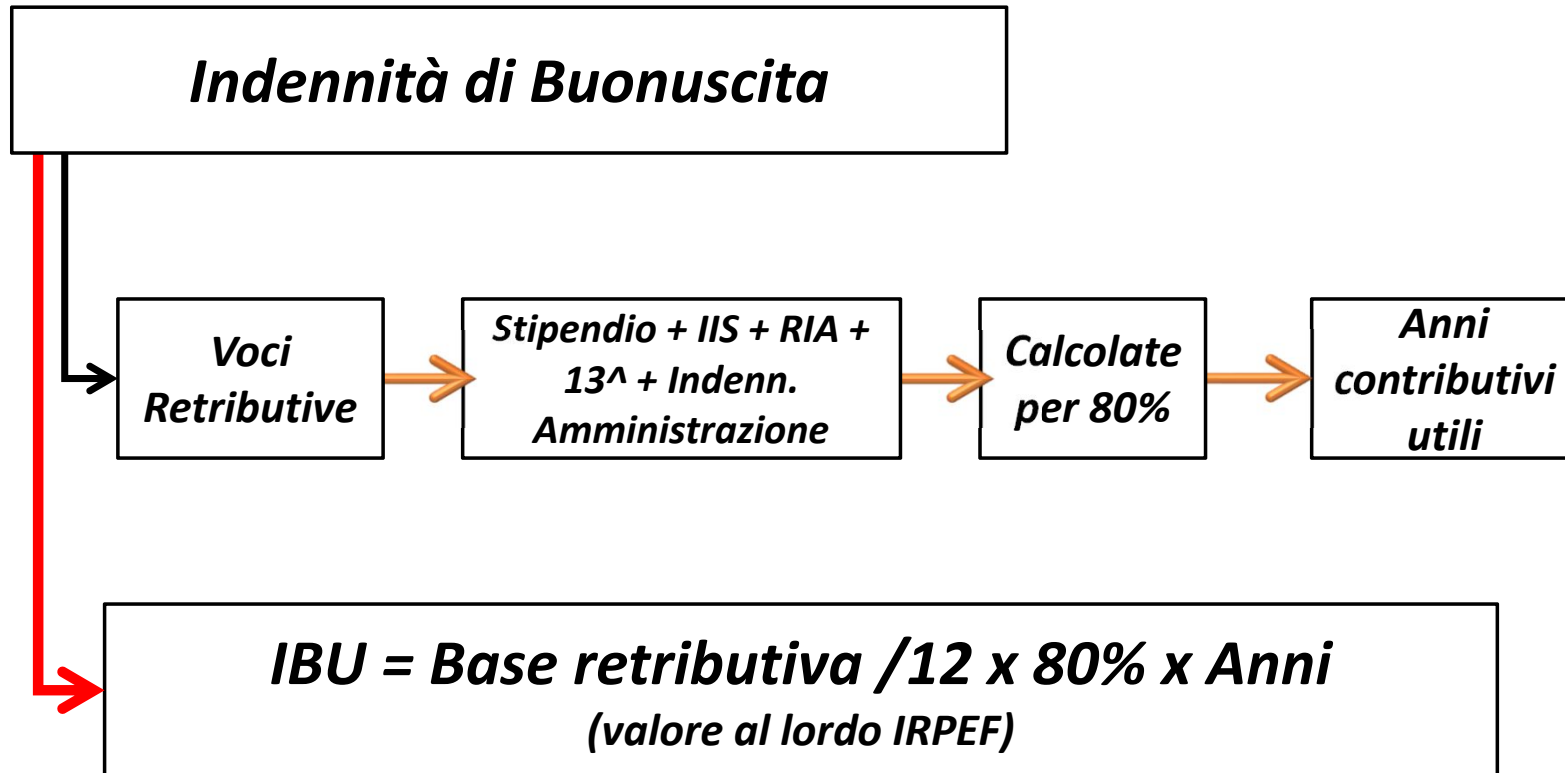 Indennità di Buonuscita
Voci
Retributive
Stipendio + IIS + RIA +
13^ + Indenn.
Amministrazione
Calcolate
per 80%
Anni
contributivi
utili
IBU = Base retributiva /12 x 80% x Anni
(valore al lordo IRPEF)